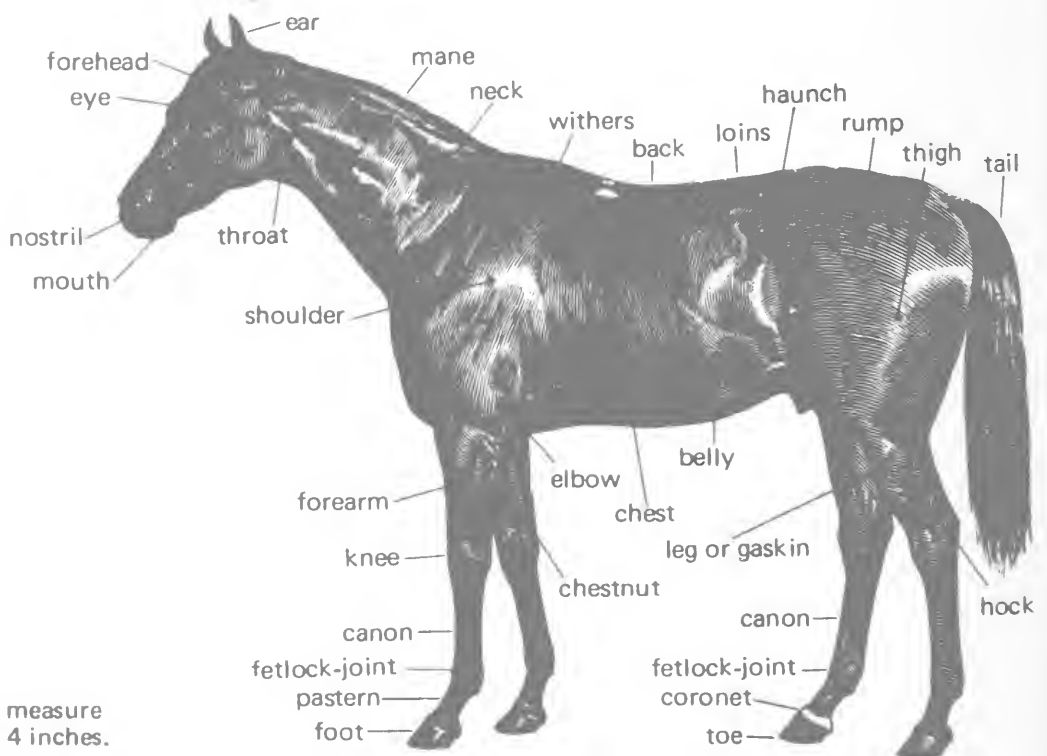 ear
forehead
mane
eye
neck
haunch
withers
loins
rump
back
thigh
tail
nostril
throat
mouth
shoulder
belly
elbow
forearm
chest
leg or gaskin
knee
chestnut
hock
canon
canon
fetlock-joint
fetlock-joint
pastern
coronet
measure
foot
toe
4 inches.